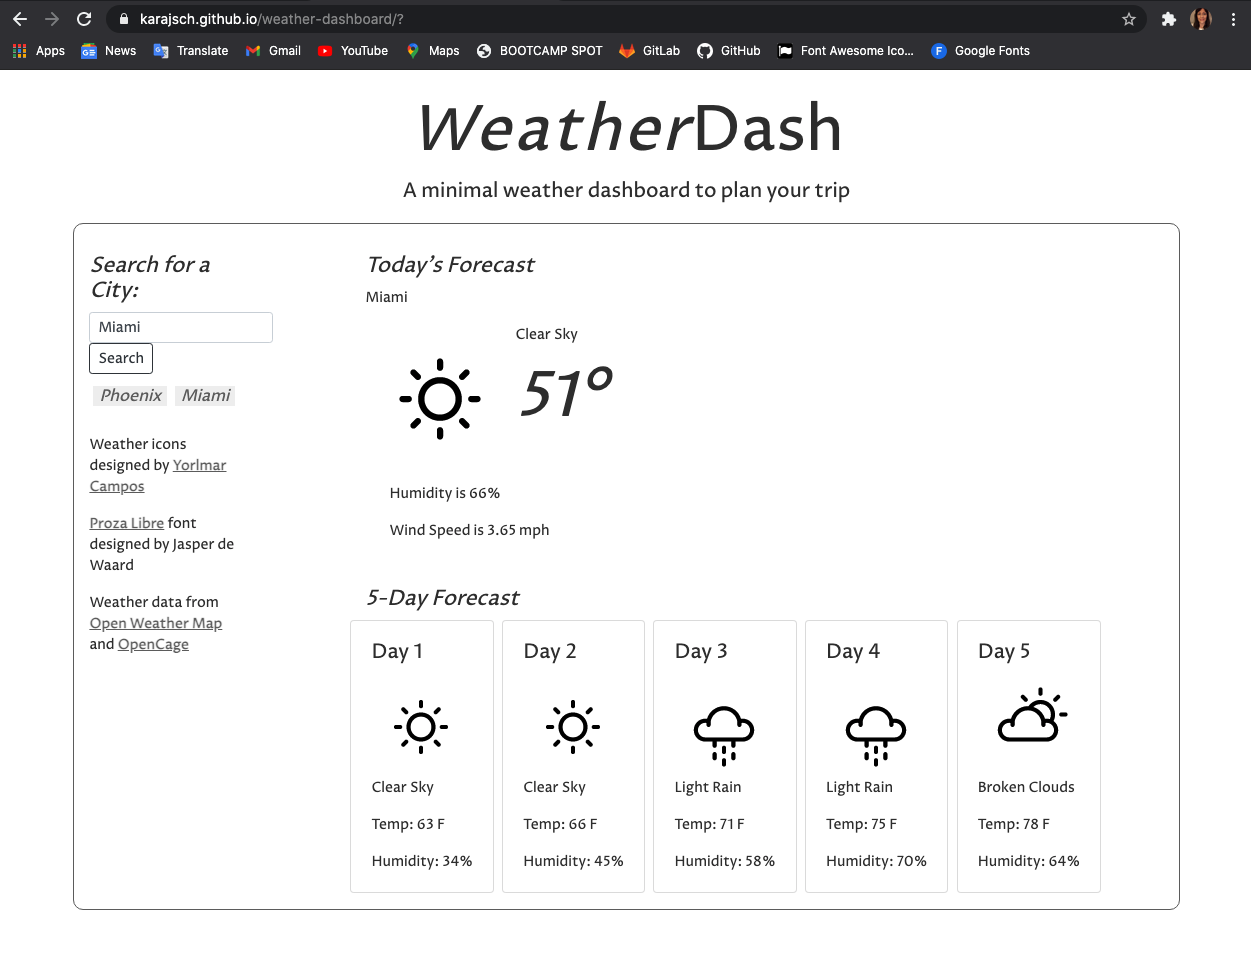 karajsch.github.io/weather-dashboard/?
Apps News Translate Gmail YouTube Maps BOOTCAMP SPOT GitLab GitHub Font Awesome Ico... Google Fonts
WeatherDash
A minimal weather dashboard to plan your trip
Search for a
City:
Miami
Search
Phoenix Miami
Weather icons
designed by Yorlmar
Campos
Proza Libre font
designed by Jasper de
Waard
Weather data from
Open Weather Map
and OpenCage
Today's Forecast
Miami
Clear Sky
51°
Humidity is 66%
Wind Speed is 3.65 mph
5-Day Forecast
Day 1
Clear Sky
Temp: 63 F
Humidity: 34%
Day 2
Clear Sky
Temp: 66 F
Humidity: 45%
Day 3
Light Rain
Temp: 71 F
Humidity: 58%
Day 4
Light Rain
Temp: 75 F
Humidity: 70%
Day 5
Broken Clouds
Temp: 78 F
Humidity: 64%